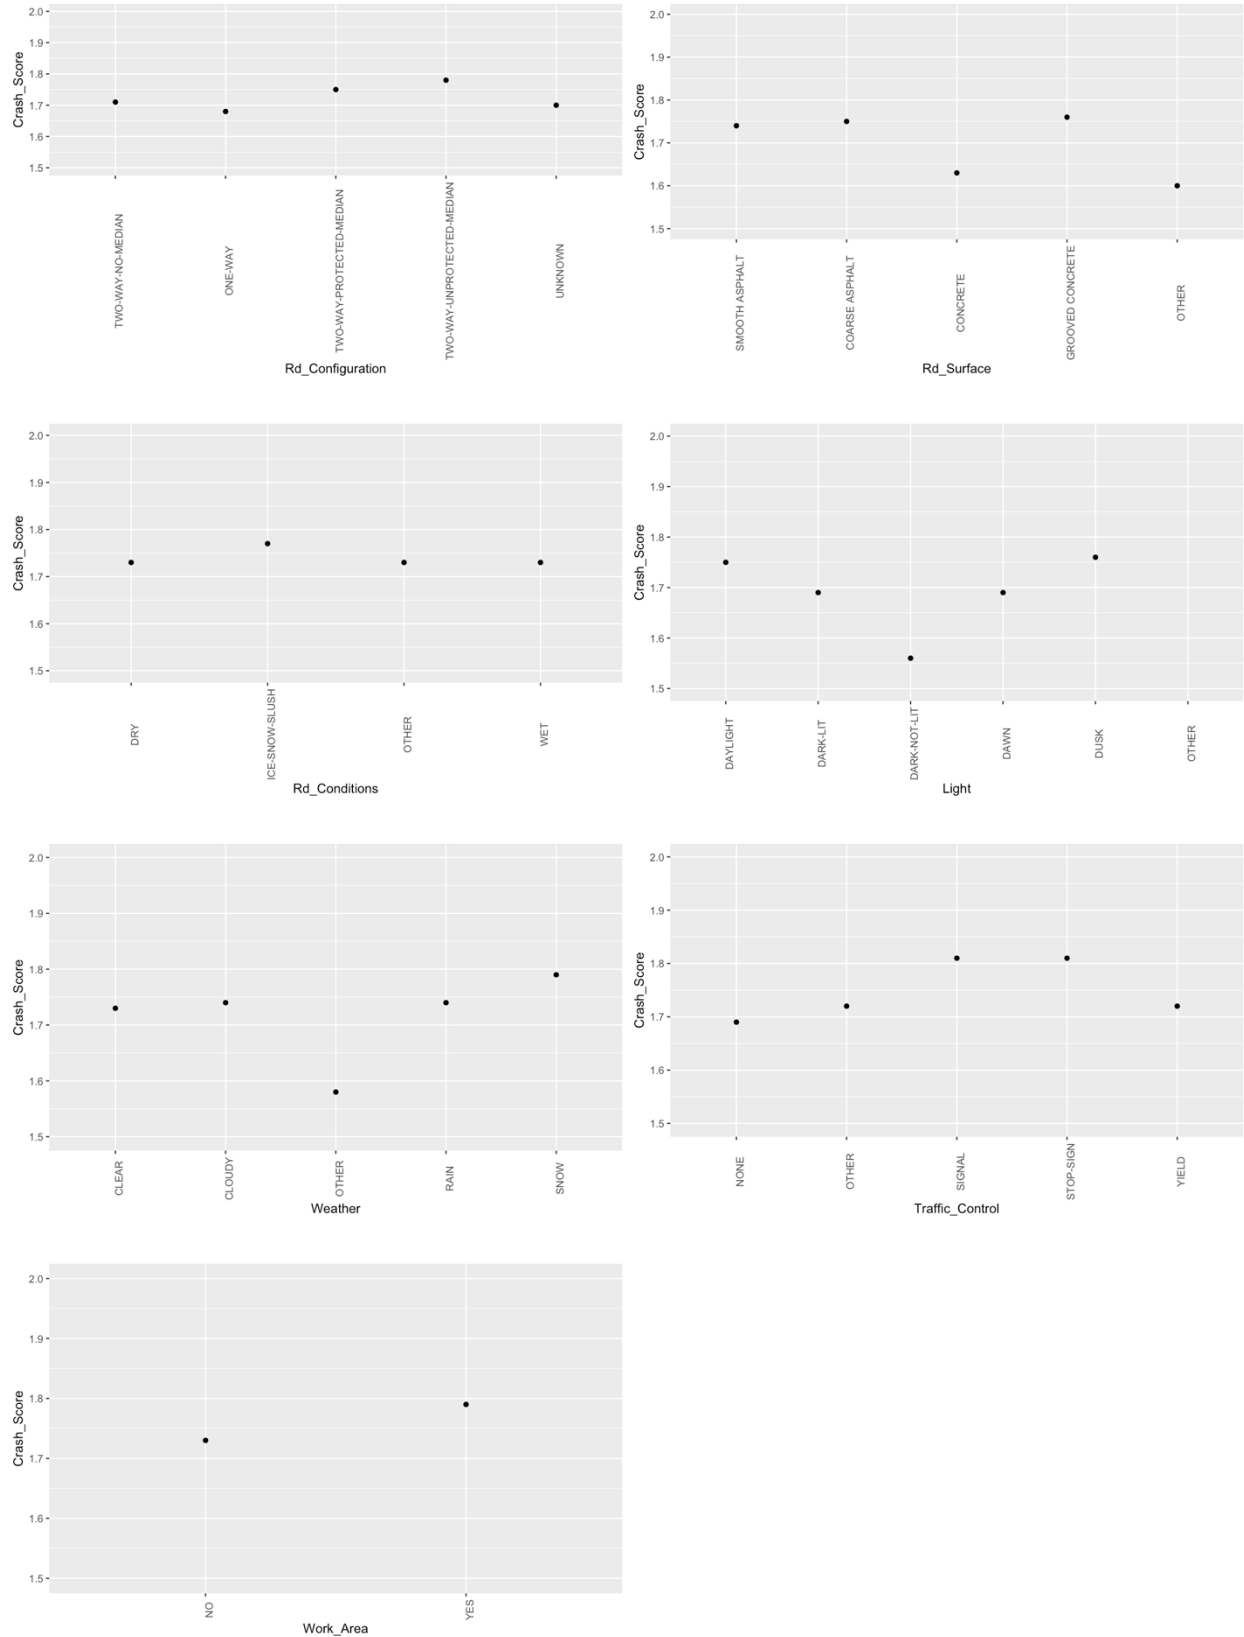 2.0
1.9
1.8
1.7
1.6
1.5
Crash_Score
TWO-WAY-NO-MEDIAN
ONE-WAY
TWO-WAY-PROTECTED-MEDIAN
TWO-WAY-UNPROTECTED-MEDIAN
UNKNOWN
Rd_Configuration
2.0
1.9
1.8
1.7
1.6
1.5
Crash_Score
SMOOTH ASPHALT
COARSE ASPHALT
CONCRETE
GROOVED CONCRETE
OTHER
Rd_Surface
2.0
1.9
1.8
1.7
1.6
1.5
Crash_Score
DRY
ICE-SNOW-SLUSH
OTHER
WET
Rd_Conditions
2.0
1.9
1.8
1.7
1.6
1.5
Crash_Score
DAYLIGHT
DARK-LIT
DARK-NOT-LIT
DAWN
DUSK
OTHER
Light
2.0
1.9
1.8
1.7
1.6
1.5
Crash_Score
CLEAR
CLOUDY
OTHER
RAIN
SNOW
Weather
2.0
1.9
1.8
1.7
1.6
1.5
Crash_Score
NONE
OTHER
SIGNAL
STOP-SIGN
YIELD
Traffic_Control
2.0
1.9
1.8
1.7
1.6
1.5
Crash_Score
NO
YES
Work_Area